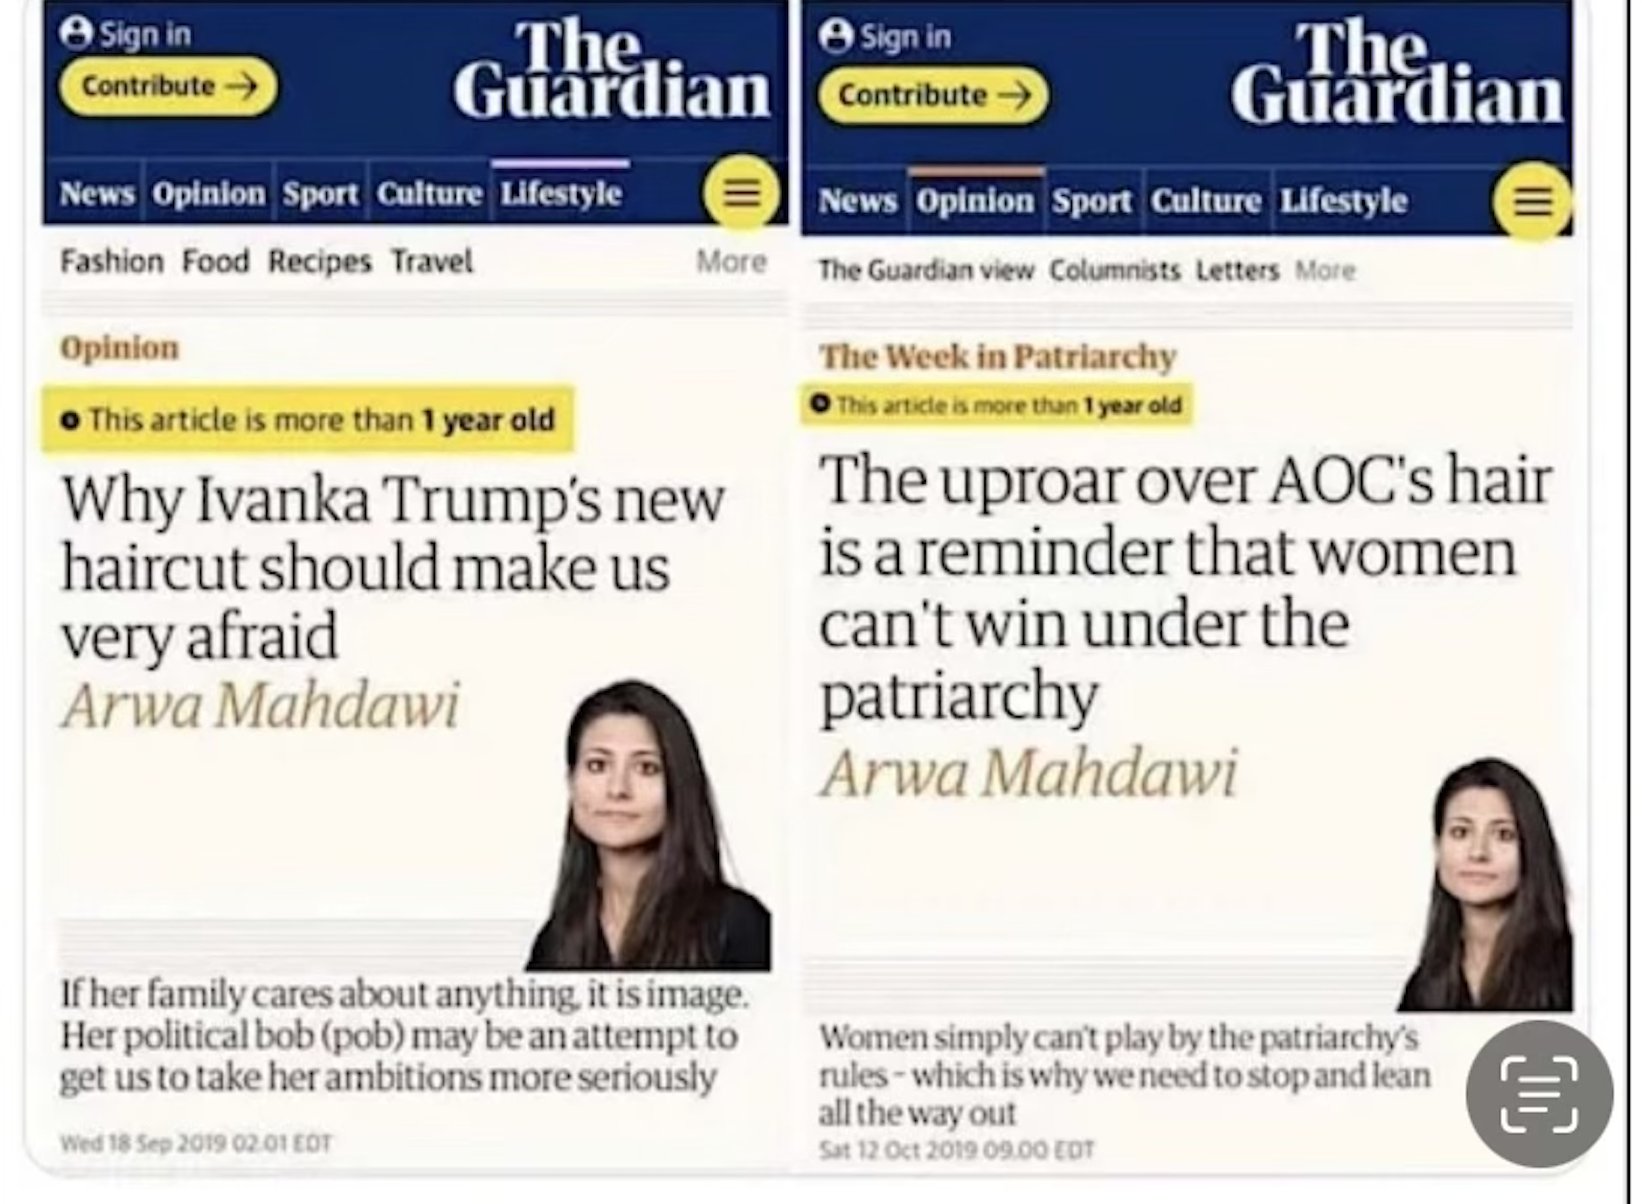 Sign in
Contribute →
The
Guardian
News Opinion Sport Culture Lifestyle
Fashion Food Recipes Travel More
Opinion
This article is more than 1 year old
Why Ivanka Trump's new
haircut should make us
very afraid
Arwa Mahdawi
If her family cares about anything, it is image.
Her political bob (pob) may be an attempt to
get us to take her ambitions more seriously
Wed 18 Sep 2019 02.01 EDT
Sign in
Contribute →
The
Guardian
News Opinion Sport Culture Lifestyle
The Guardian view Columnists Letters More
The Week in Patriarchy
This article is more than 1 year old
The uproar over AOC's hair
is a reminder that women
can't win under the
patriarchy
Arwa Mahdawi
Women simply can't play by the patriarchy's
rules - which is why we need to stop and lean
all the way out
Sat 12 Oct 2019 09.00 EDT